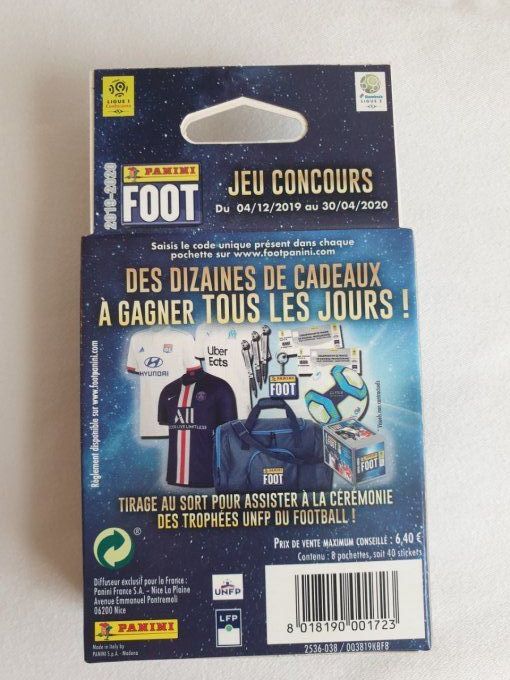 LIGUE 1
Conforama
LIGUE 2
2019-2020
PANINI
FOOT
JEU CONCOURS
Du 04/12/2019 au 30/04/2020
Saisis le code unique présent dans chaque
pochette sur www.footpanini.com
DES DIZAINES DE CADEAUX
À GAGNER TOUS LES JOURS !
Règlement disponible sur www.footpanini.com
HYUNDAI
Uber
Eats
ALL
PANINI
FOOT
FOOT
FOOT
TIRAGE AU SORT POUR ASSISTER À LA CÉRÉMONIE
DES TROPHÉES UNFP DU FOOTBALL !
PRIX DE VENTE MAXIMUM CONSEILLÉ : 6,40 €
Contenu : 8 pochettes, soit 40 stickers
Diffuseur exclusif pour la France :
Panini France S.A. - Nice La Plaine
Avenue Emmanuel Pontremoli
06200 Nice
PANINI
Made in Italy by
PANINI S.p.A. - Modena
UNFP
LFP
8 018190 001723
2536-038 / 003819KBF8